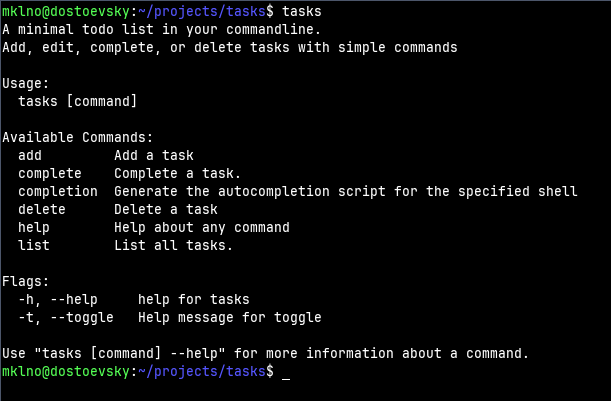 mklno@dostoevsky:~/projects/tasks$ tasks
A minimal todo list in your commandline.
Add, edit, complete, or delete tasks with simple commands

Usage:
  tasks [command]

Available Commands:
  add         Add a task
  complete    Complete a task.
  completion  Generate the autocompletion script for the specified shell
  delete      Delete a task
  help        Help about any command
  list        List all tasks.

Flags:
  -h, --help     help for tasks
  -t, --toggle   Help message for toggle

Use "tasks [command] --help" for more information about a command.
mklno@dostoevsky:~/projects/tasks$ _